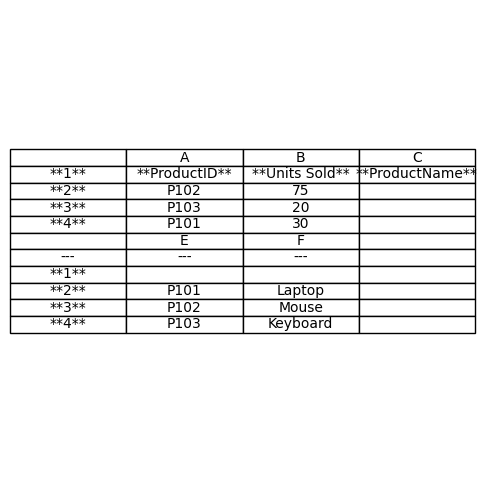 A B C
**1** **ProductID** **Units Sold** **ProductName**
**2** P102 75
**3** P103 20
**4** P101 30
E F
--- --- ---
**1**
**2** P101 Laptop
**3** P102 Mouse
**4** P103 Keyboard